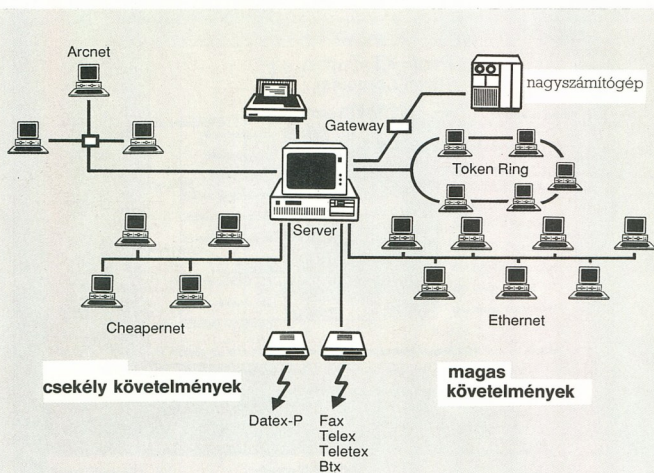 Arcnet
nagyszámítógép
Gateway
Token Ring
Server
Cheapernet
Ethernet
csekély követelmények
magas
követelmények
Datex-P
Fax
Telex
Teletex
Btx